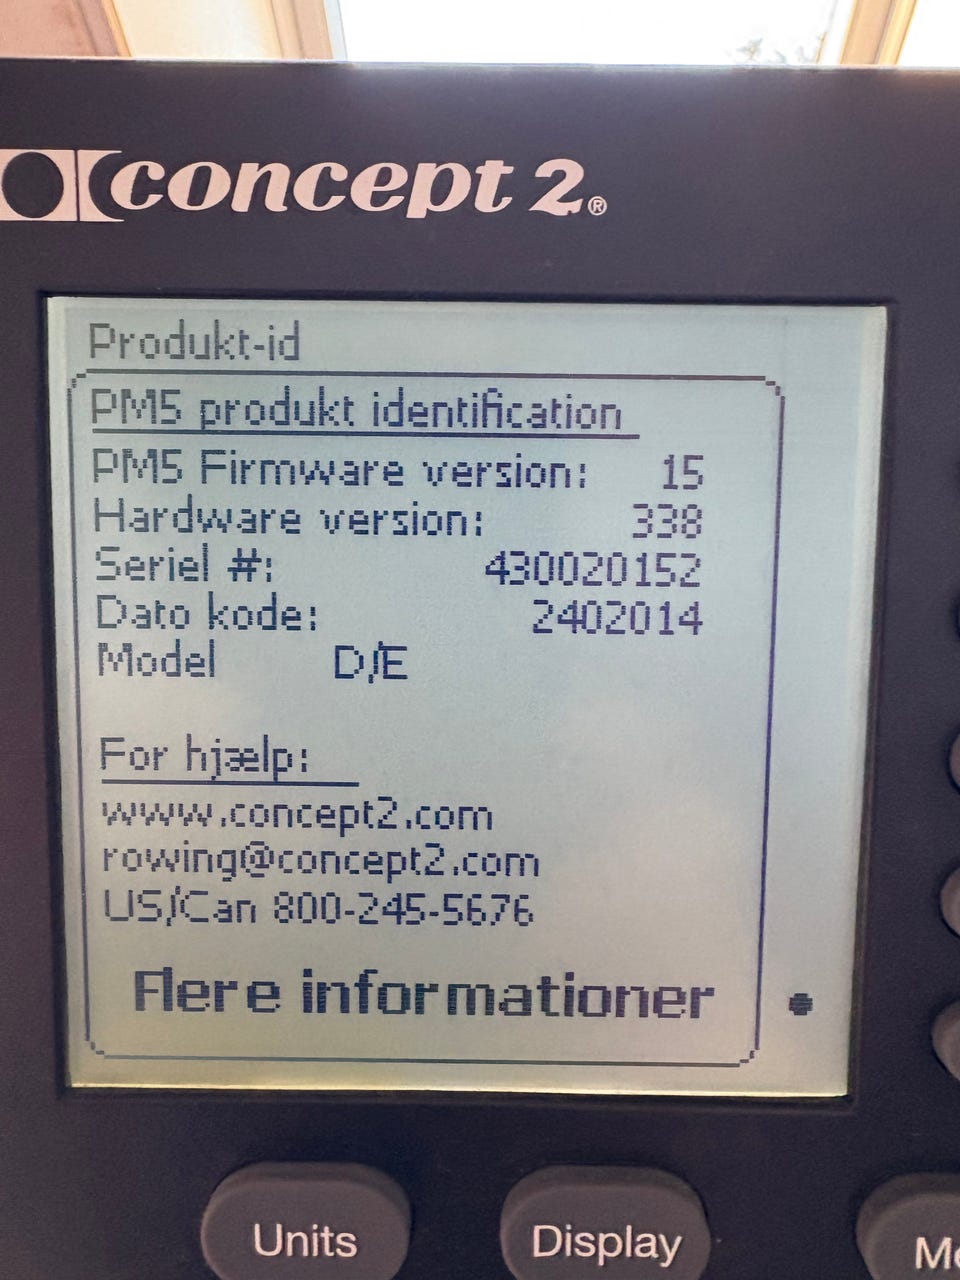 concept 2®
Produkt-id
PM5 produkt identification
PM5 Firmware version: 15
Hardware version: 338
Seriel #: 430020152
Dato kode: 2402014
Model D/E
For hjælp:
www.concept2.com
rowing@concept2.com
US/Can 800-245-5676
Flere informationer
Units Display